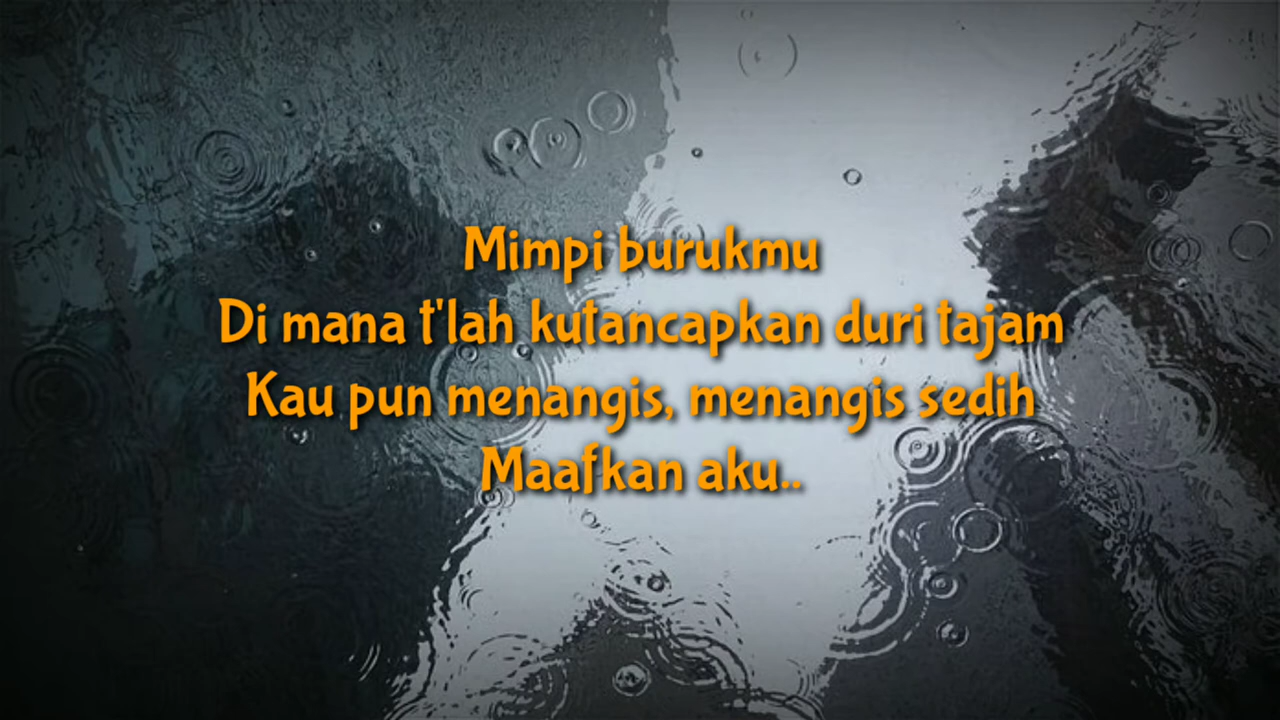 Mimpi burukmu
Di mana t'lah kutancapkan duri tajam
Kau pun menangis, menangis sedih
Maafkan aku..